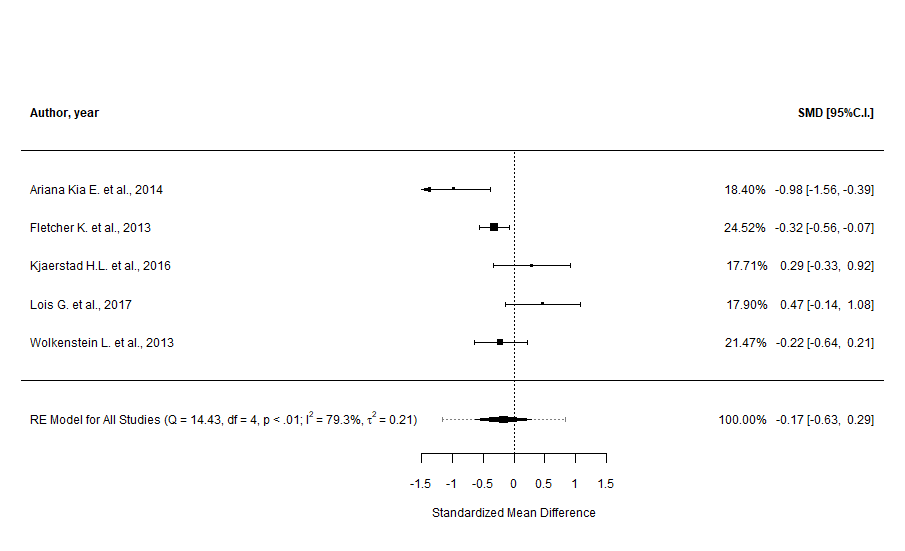 Author, year SMD [95%C.I.]
Ariana Kia E. et al., 2014 18.40% -0.98 [-1.56, -0.39]
Fletcher K. et al., 2013 24.52% -0.32 [-0.56, -0.07]
Kjaerstad H.L. et al., 2016 17.71% 0.29 [-0.33, 0.92]
Lois G. et al., 2017 17.90% 0.47 [-0.14, 1.08]
Wolkenstein L. et al., 2013 21.47% -0.22 [-0.64, 0.21]
RE Model for All Studies (Q = 14.43, df = 4, p < .01; I² = 79.3%, τ² = 0.21) 100.00% -0.17 [-0.63, 0.29]
-1.5 -1 -0.5 0 0.5 1 1.5
Standardized Mean Difference